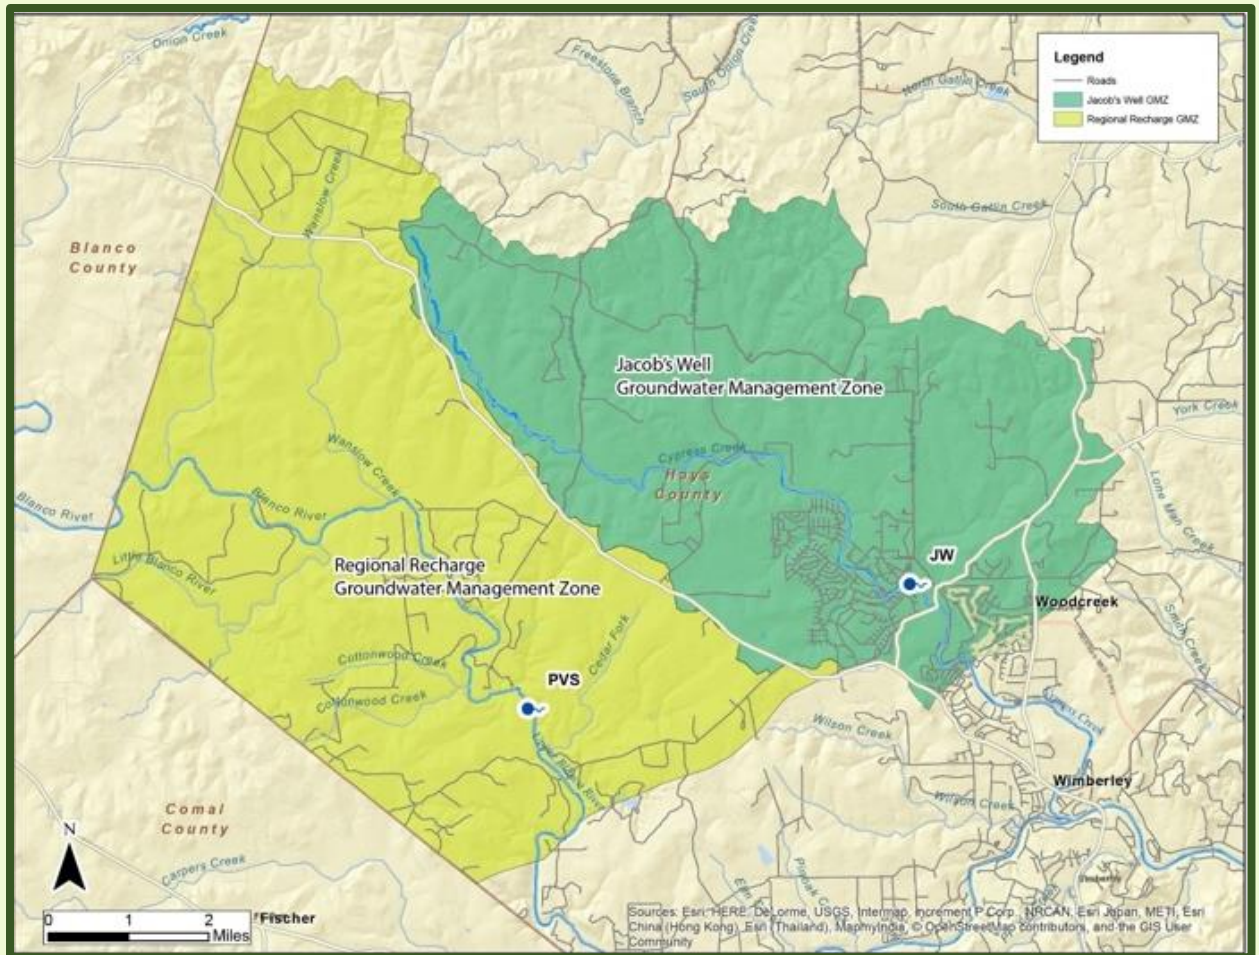 Onion Creek
Freestone Branch
South Onion Creek
North Gatlin Creek
Legend
Roads
Jacob's Well GMZ
Regional Recharge GMZ
Wanslow Creek
South Gatlin Creek
Blanco
County
Jacob's Well
Groundwater Management Zone
York Creek
Wanslow Creek
Cypress Creek
Hays
County
Lone Man Creek
Blanco River
Blanco River
Little Blanco River
Regional Recharge
Groundwater Management Zone
JW
Woodcreek
Smith Creek
Cedar Fork
Cottonwood Creek
Cottonwood Creek
PVS
Cypress Creek
Wilson Creek
Wimberley
Wilson Creek
Comal
County
N
Carpers Creek
Pinoak
0 1 2
Miles
Fischer
Sources: Esri, HERE, DeLorme, USGS, Intermap, increment P Corp., NRCAN, Esri Japan, METI, Esri
China (Hong Kong), Esri (Thailand), MapmyIndia, © OpenStreetMap contributors, and the GIS User
Community